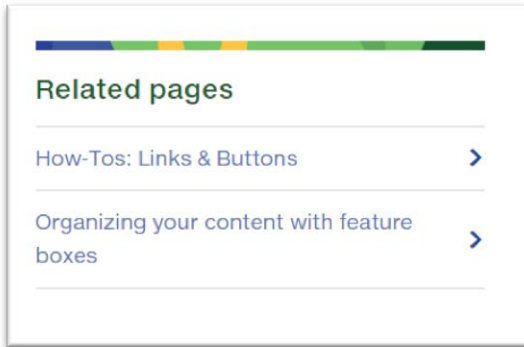 Related pages
How-Tos: Links & Buttons
Organizing your content with feature
boxes